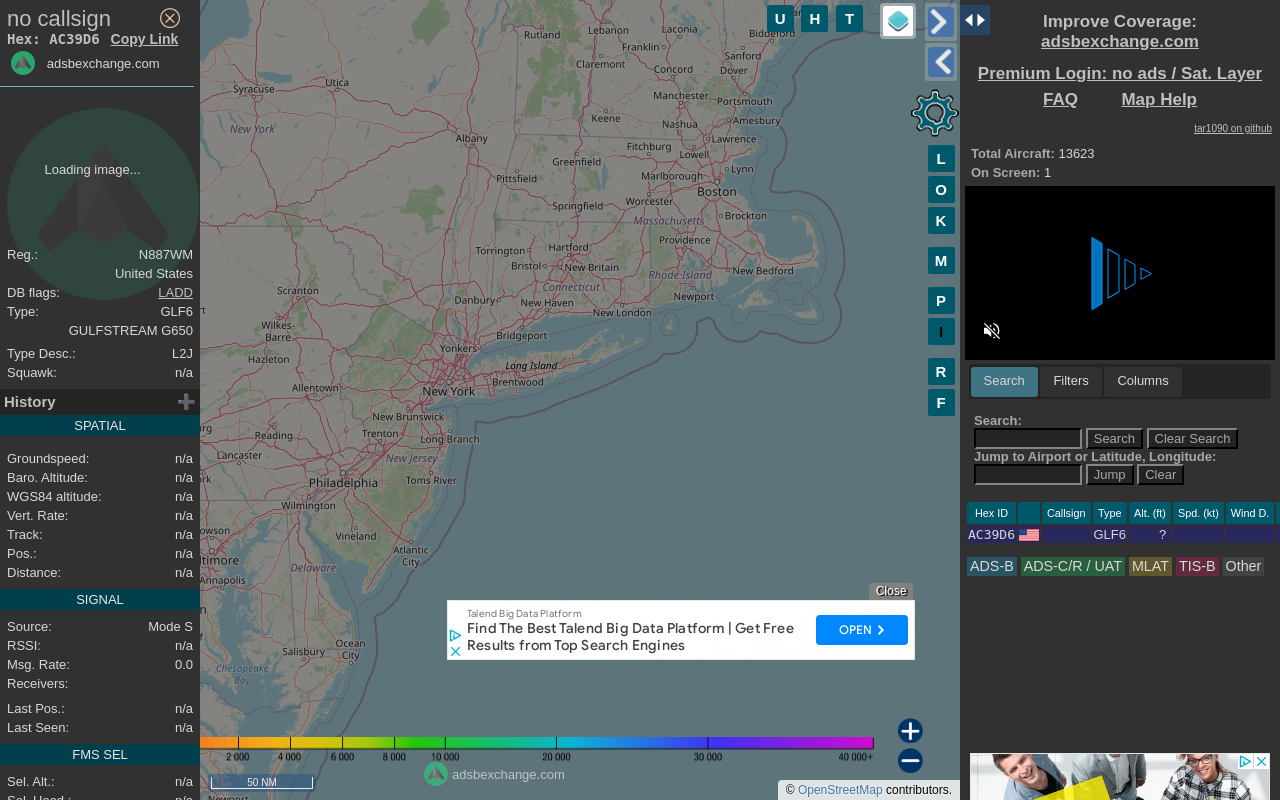 no callsign
Hex: AC39D6 Copy Link
adsbexchange.com
Loading image...
Reg.: N887WM
United States
DB flags: LADD
Type: GLF6
GULFSTREAM G650
Type Desc.: L2J
Squawk: n/a
History
SPATIAL
Groundspeed: n/a
Baro. Altitude: n/a
WGS84 altitude: n/a
Vert. Rate: n/a
Track: n/a
Pos.: n/a
Distance: n/a
SIGNAL
Source: Mode S
RSSI: n/a
Msg. Rate: 0.0
Receivers:
Last Pos.: n/a
Last Seen: n/a
FMS SEL
Sel. Alt.: n/a
U H T
L
O
K
M
P
I
R
F
Rutland
Lebanon
Laconia
Biddeford
Franklin
Claremont
Sanford
Concord
Dover
Utica
Syracuse
Manchester
Portsmouth
Keene
Amesbury
New York
Albany
Nashua
Lawrence
Fitchburg
Greenfield
Lowell
Lynn
Pittsfield
Marlborough
Boston
Springfield
Worcester
Massachusetts
Brockton
Torrington
Hartford
Providence
Bristol
New Britain
Rhode Island
New Bedford
Connecticut
Scranton
Danbury
New Haven
Newport
New London
Wilkes-
Barre
Bridgeport
Yonkers
Hazleton
Long Island
Allentown
New York
Brentwood
New Brunswick
Reading
Trenton
Long Branch
Lancaster
New Jersey
Philadelphia
Toms River
Wilmington
Vineland
Atlantic
City
Delaware
Annapolis
Ocean
City
Salisbury
Chesapeake
Bay
Close
Talend Big Data Platform
Find The Best Talend Big Data Platform | Get Free
Results from Top Search Engines
OPEN
2 000 4 000 6 000 8 000 10 000 20 000 30 000 40 000+
50 NM
adsbexchange.com
© OpenStreetMap contributors.
Improve Coverage:
adsbexchange.com
Premium Login: no ads / Sat. Layer
FAQ Map Help
tar1090 on github
Total Aircraft: 13623
On Screen: 1
Search Filters Columns
Search:
Search Clear Search
Jump to Airport or Latitude, Longitude:
Jump Clear
Hex ID Callsign Type Alt. (ft) Spd. (kt) Wind D.
AC39D6 GLF6 ?
ADS-B ADS-C/R / UAT MLAT TIS-B Other